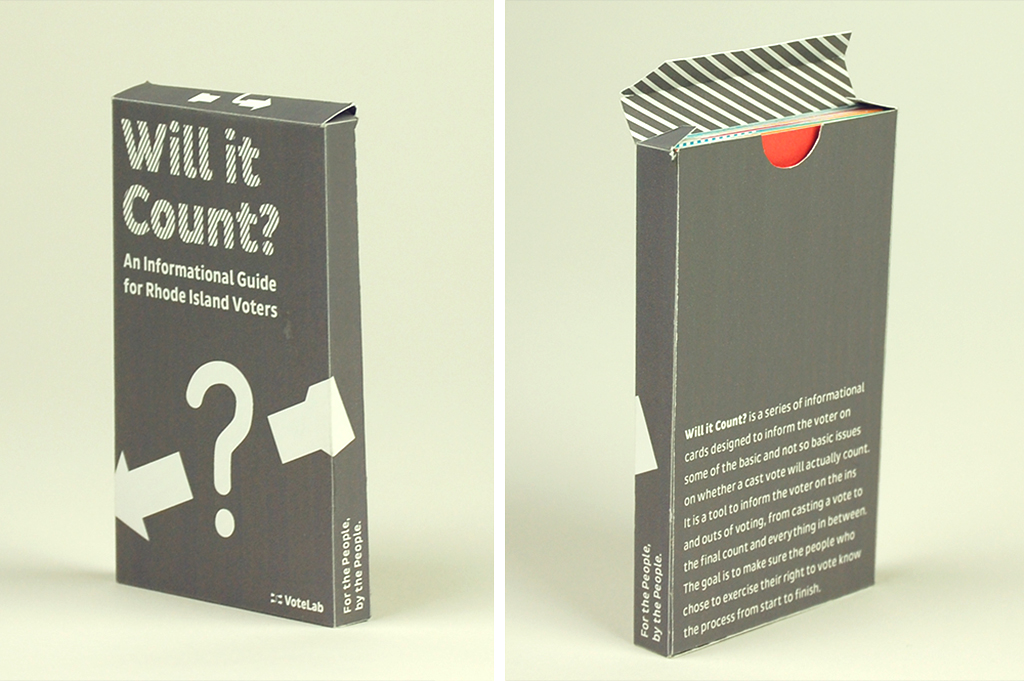 Will it
Count?
An Informational Guide
for Rhode Island Voters
?
VoteLab
For the People,
by the People.
Will it Count? is a series of informational
cards designed to inform the voter on
some of the basic and not so basic issues
on whether a cast vote will actually count.
It is a tool to inform the voter on the ins
and outs of voting, from casting a vote to
the final count and everything in between.
The goal is to make sure the people who
chose to exercise their right to vote know
the process from start to finish.
For the People,
by the People.